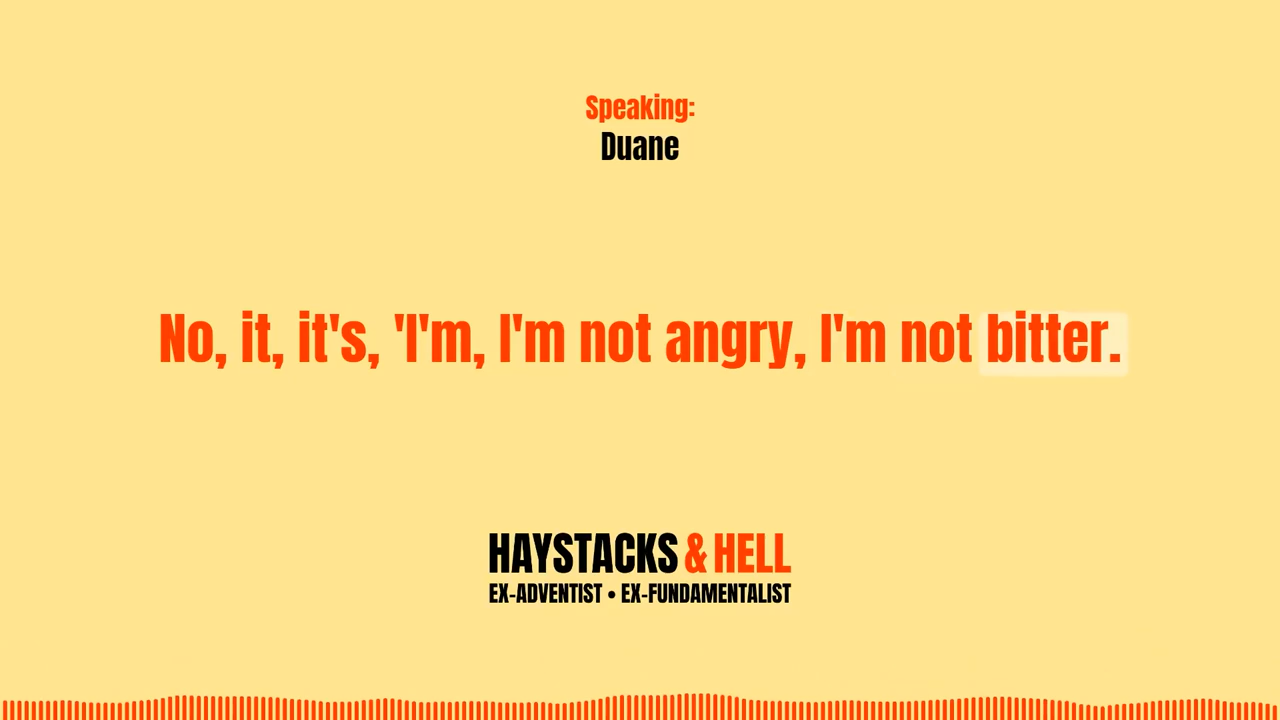 Speaking:
Duane
No, it, it's, 'I'm, I'm not angry, I'm not bitter.
HAYSTACKS & HELL
EX-ADVENTIST • EX-FUNDAMENTALIST